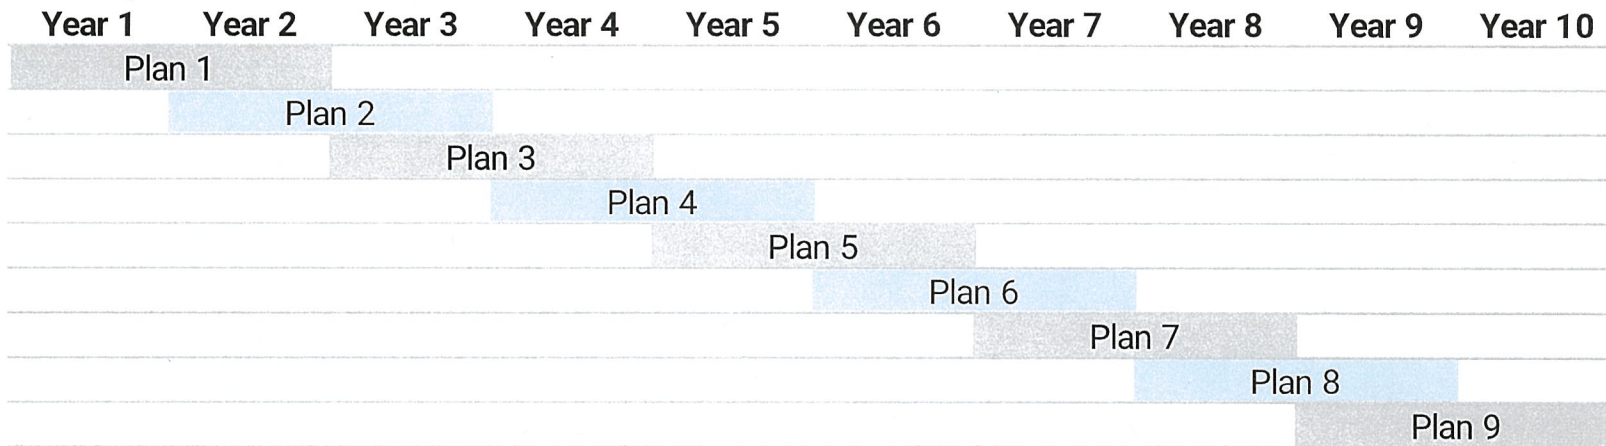 Year 1 Year 2 Year 3 Year 4 Year 5 Year 6 Year 7 Year 8 Year 9 Year 10
Plan 1
Plan 2
Plan 3
Plan 4
Plan 5
Plan 6
Plan 7
Plan 8
Plan 9